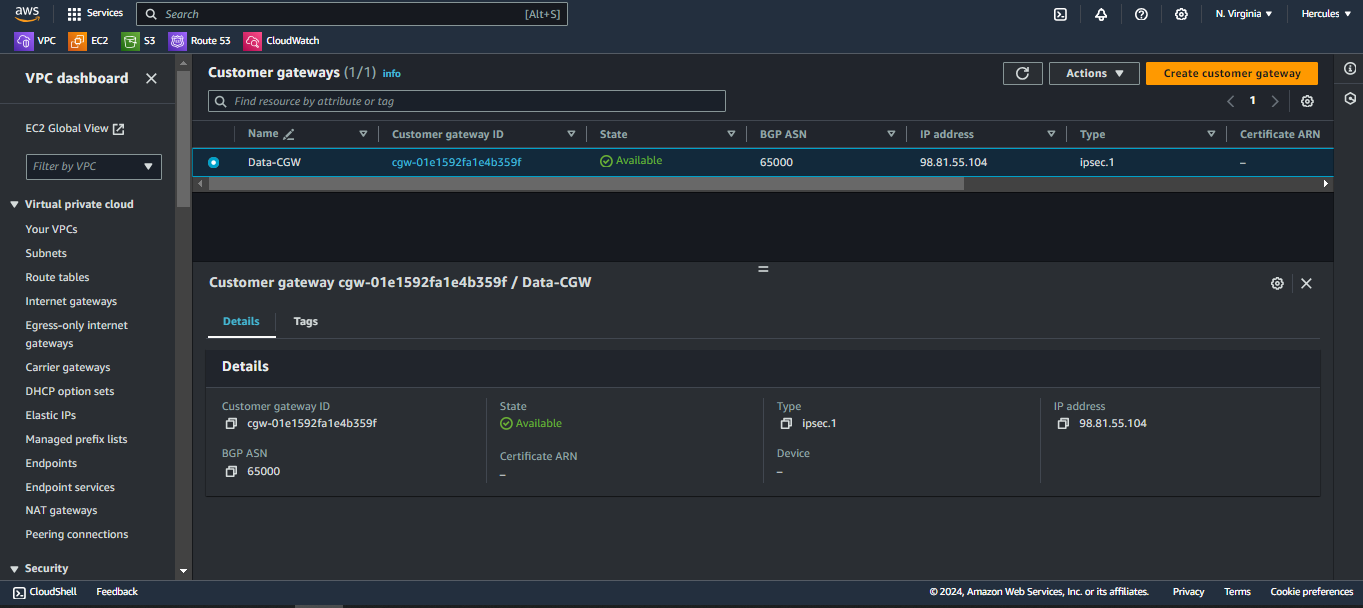 aws
Services
Search [Alt+S]
N. Virginia
Hercules
VPC EC2 S3 Route 53 CloudWatch
VPC dashboard
EC2 Global View
Filter by VPC
Virtual private cloud
Your VPCs
Subnets
Route tables
Internet gateways
Egress-only internet
gateways
Carrier gateways
DHCP option sets
Elastic IPs
Managed prefix lists
Endpoints
Endpoint services
NAT gateways
Peering connections
Security
Customer gateways (1/1) info
Actions
Create customer gateway
Find resource by attribute or tag
1
Name Customer gateway ID State BGP ASN IP address Type Certificate ARN
Data-CGW cgw-01e1592fa1e4b359f Available 65000 98.81.55.104 ipsec.1 –
Customer gateway cgw-01e1592fa1e4b359f / Data-CGW
Details Tags
Details
Customer gateway ID
cgw-01e1592fa1e4b359f
State
Available
Type
ipsec.1
IP address
98.81.55.104
BGP ASN
65000
Certificate ARN
–
Device
–
CloudShell Feedback
© 2024, Amazon Web Services, Inc. or its affiliates. Privacy Terms Cookie preferences